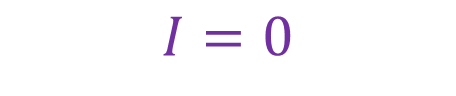 I = 0